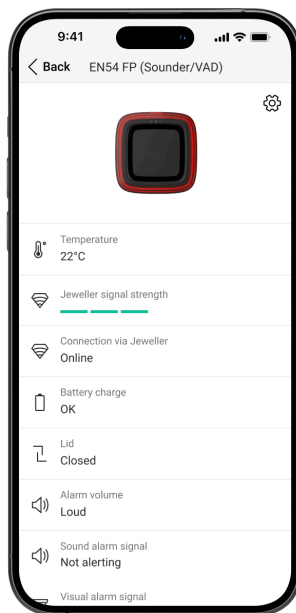 9:41
Back EN54 FP (Sounder/VAD)
Temperature
22°C
Jeweller signal strength
Connection via Jeweller
Online
Battery charge
OK
Lid
Closed
Alarm volume
Loud
Sound alarm signal
Not alerting
Visual alarm signal